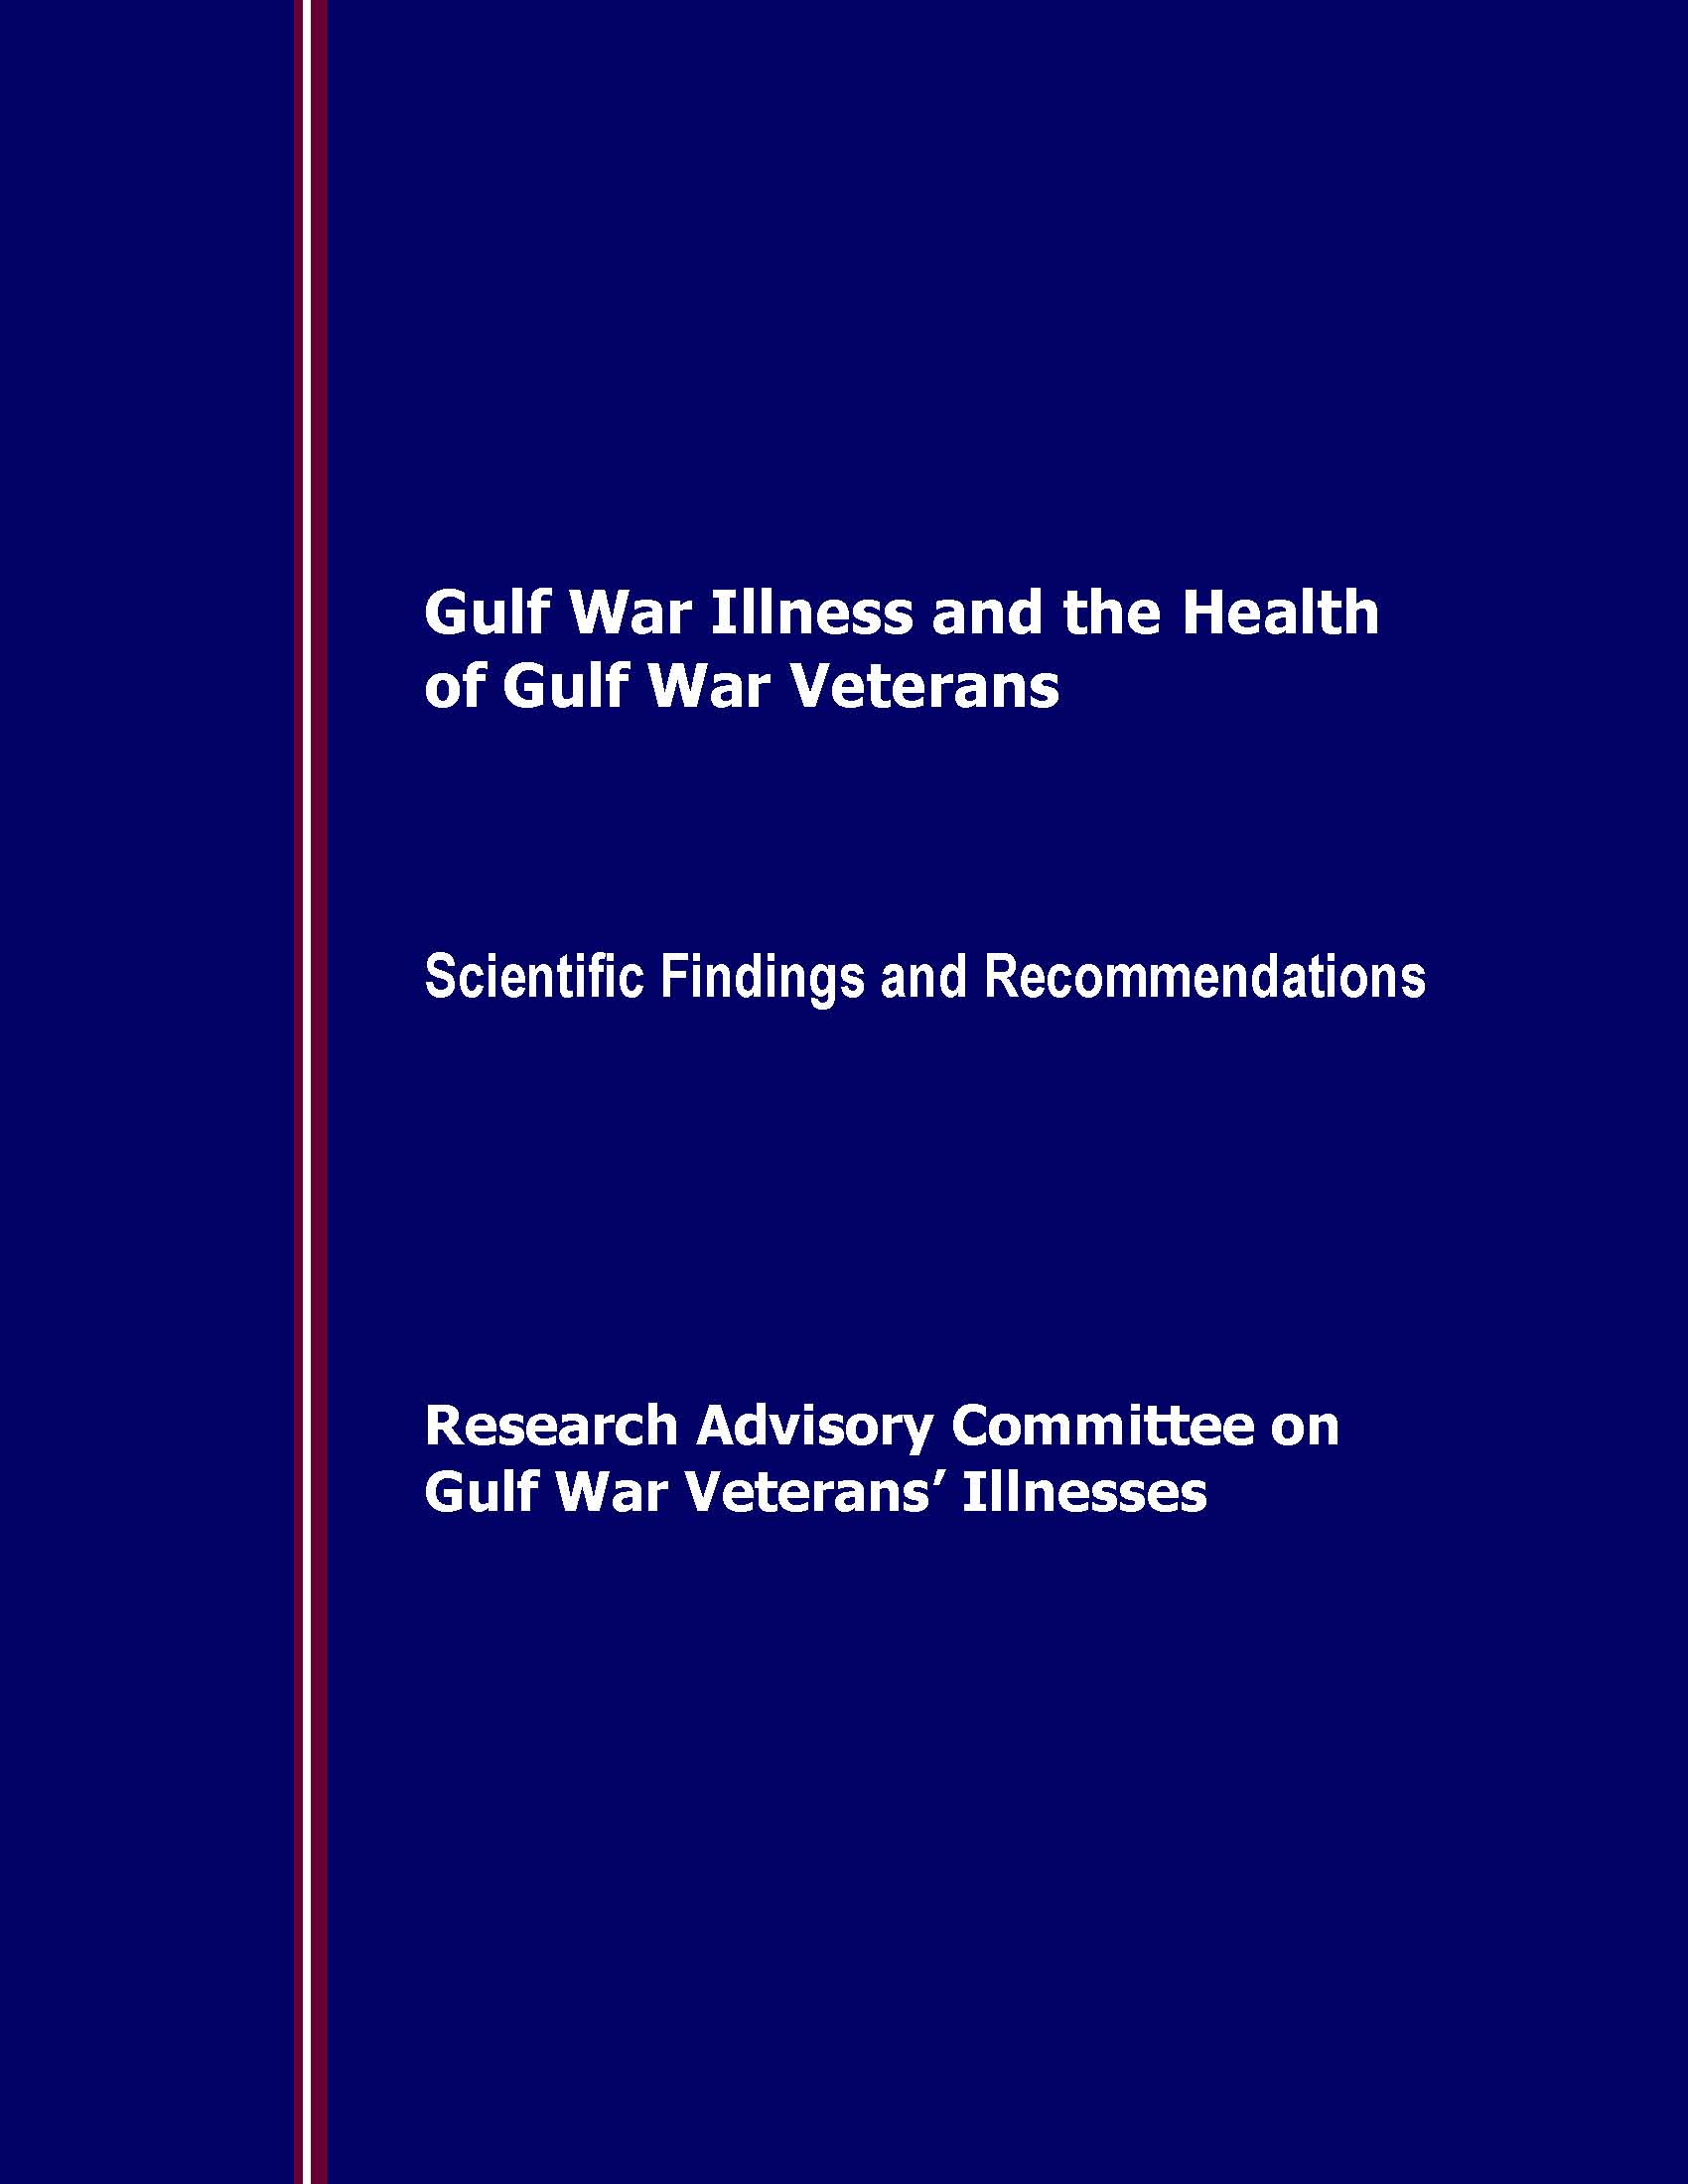 Gulf War Illness and the Health
of Gulf War Veterans
Scientific Findings and Recommendations
Research Advisory Committee on
Gulf War Veterans’ Illnesses